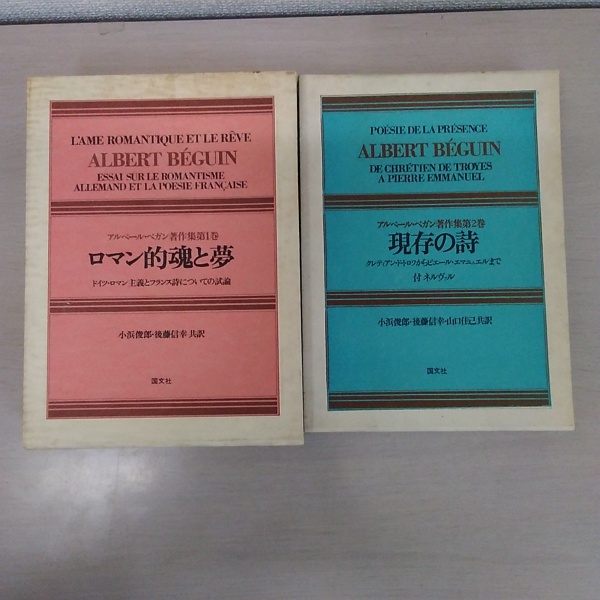 L'AME ROMANTIQUE ET LE RÊVE
ALBERT BÉGUIN
ESSAI SUR LE ROMANTISME
ALLEMAND ET LA POESIE FRANÇAISE
アルベール・ベガン著作集第1巻
ロマン的魂と夢
ドイツ・ロマン主義とフランス詩についての試論
小浜俊郎・後藤信幸 共訳
国文社
POÉSIE DE LA PRÉSENCE
ALBERT BÉGUIN
DE CHRÉTIEN DE TROYES
A PIERRE EMMANUEL
アルベール・ベガン著作集第2巻
現存の詩
クレティアン・ド・トロワからピエール・エマニュエルまで
付 ネルヴァル
小浜俊郎・後藤信幸・山口佳己共訳
国文社